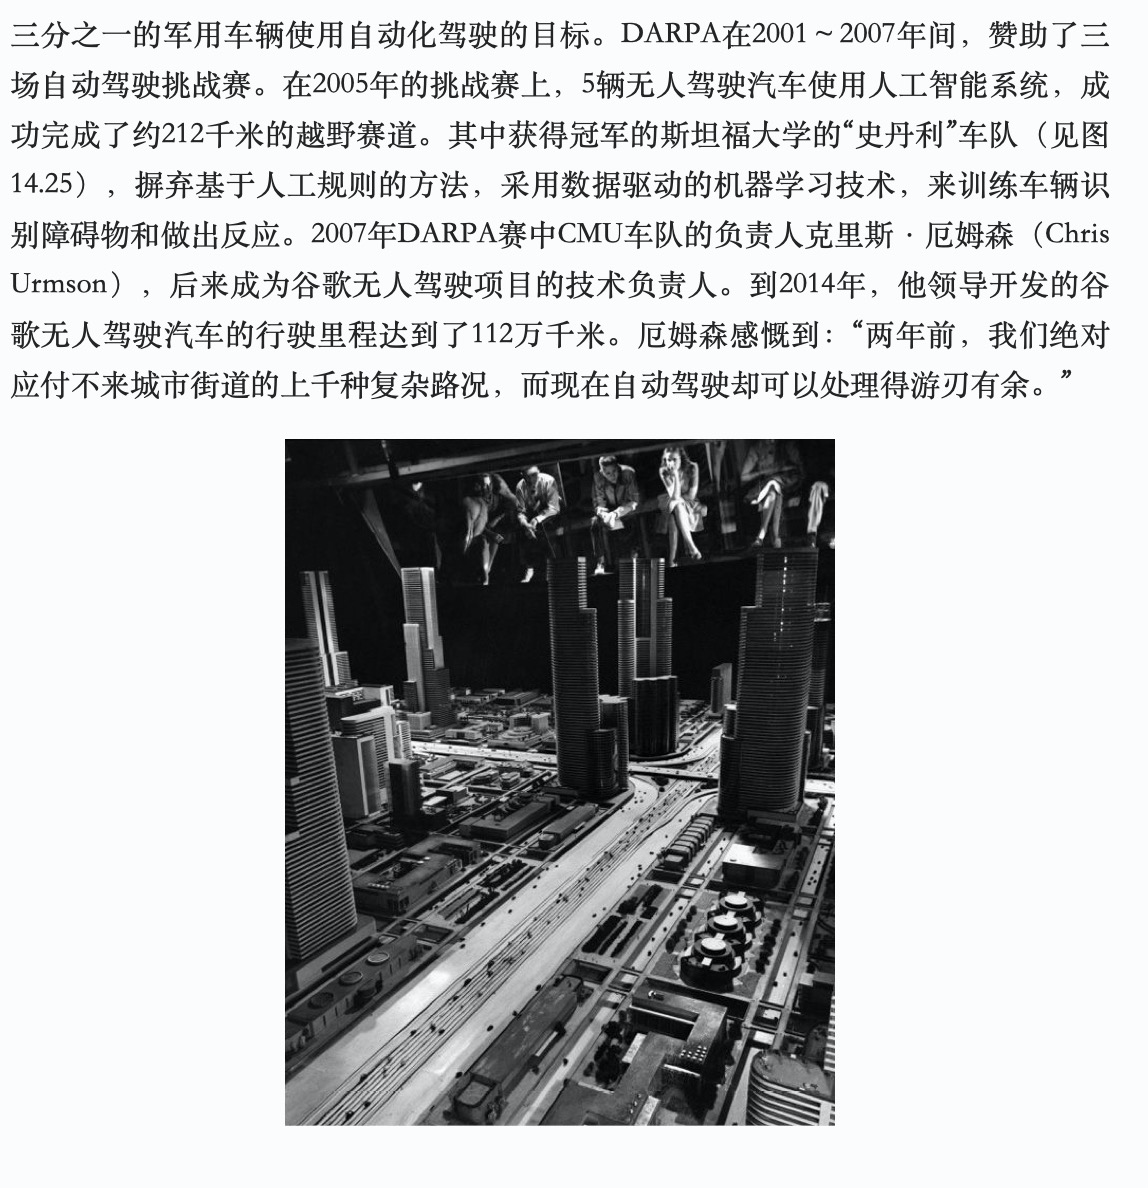 三分之一的军用车辆使用自动化驾驶的目标。DARPA在2001～2007年间，赞助了三
场自动驾驶挑战赛。在2005年的挑战赛上，5辆无人驾驶汽车使用人工智能系统，成
功完成了约212千米的越野赛道。其中获得冠军的斯坦福大学的“史丹利”车队（见图
14.25），摒弃基于人工规则的方法，采用数据驱动的机器学习技术，来训练车辆识
别障碍物和做出反应。2007年DARPA赛中CMU车队的负责人克里斯·厄姆森（Chris
Urmson），后来成为谷歌无人驾驶项目的技术负责人。到2014年，他领导开发的谷
歌无人驾驶汽车的行驶里程达到了112万千米。厄姆森感慨到：“两年前，我们绝对
应付不来城市街道的上千种复杂路况，而现在自动驾驶却可以处理得游刃有余。”